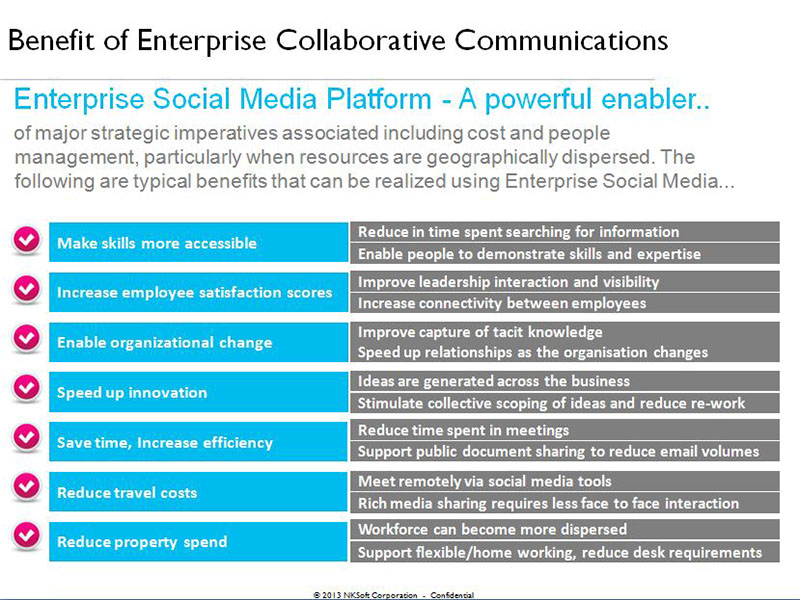 Benefit of Enterprise Collaborative Communications
Enterprise Social Media Platform - A powerful enabler..
of major strategic imperatives associated including cost and people
management, particularly when resources are geographically dispersed. The
following are typical benefits that can be realized using Enterprise Social Media...
Make skills more accessible
Reduce in time spent searching for information
Enable people to demonstrate skills and expertise
Increase employee satisfaction scores
Improve leadership interaction and visibility
Increase connectivity between employees
Enable organizational change
Improve capture of tacit knowledge
Speed up relationships as the organisation changes
Speed up innovation
Ideas are generated across the business
Stimulate collective scoping of ideas and reduce re-work
Save time, Increase efficiency
Reduce time spent in meetings
Support public document sharing to reduce email volumes
Reduce travel costs
Meet remotely via social media tools
Rich media sharing requires less face to face interaction
Reduce property spend
Workforce can become more dispersed
Support flexible/home working, reduce desk requirements
© 2013 NKSoft Corporation - Confidential